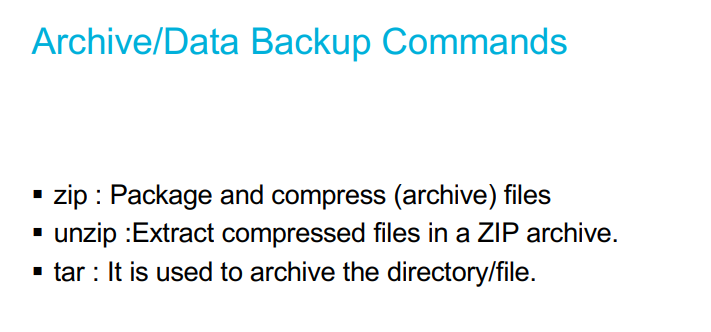 Archive/Data Backup Commands
▪ zip : Package and compress (archive) files
▪ unzip :Extract compressed files in a ZIP archive.
▪ tar : It is used to archive the directory/file.